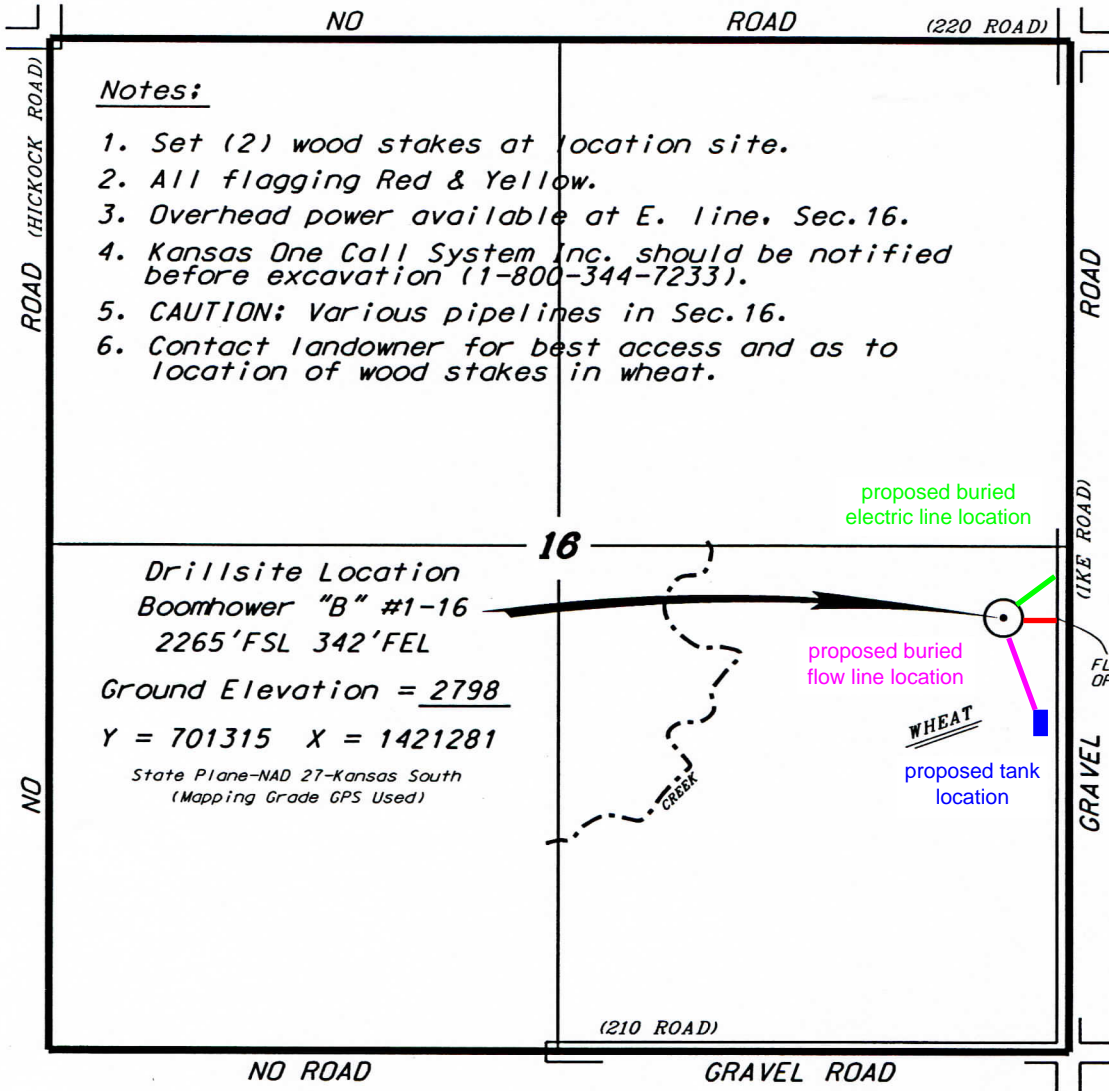 NO ROAD (220 ROAD)
ROAD (HICKOCK ROAD)
NO
Notes:
1. Set (2) wood stakes at location site.
2. All flagging Red & Yellow.
3. Overhead power available at E. line, Sec.16.
4. Kansas One Call System Inc. should be notified
before excavation (1-800-344-7233).
5. CAUTION: Various pipelines in Sec.16.
6. Contact landowner for best access and as to
location of wood stakes in wheat.
ROAD
(IKE ROAD)
GRAVEL
proposed buried
electric line location
16
Drillsite Location
Boomhower "B" #1-16
2265'FSL 342'FEL
Ground Elevation = 2798
Y = 701315 X = 1421281
State Plane-NAD 27-Kansas South
(Mapping Grade GPS Used)
proposed buried
flow line location
FL
OF
WHEAT
proposed tank
location
CREEK
(210 ROAD)
NO ROAD
GRAVEL ROAD